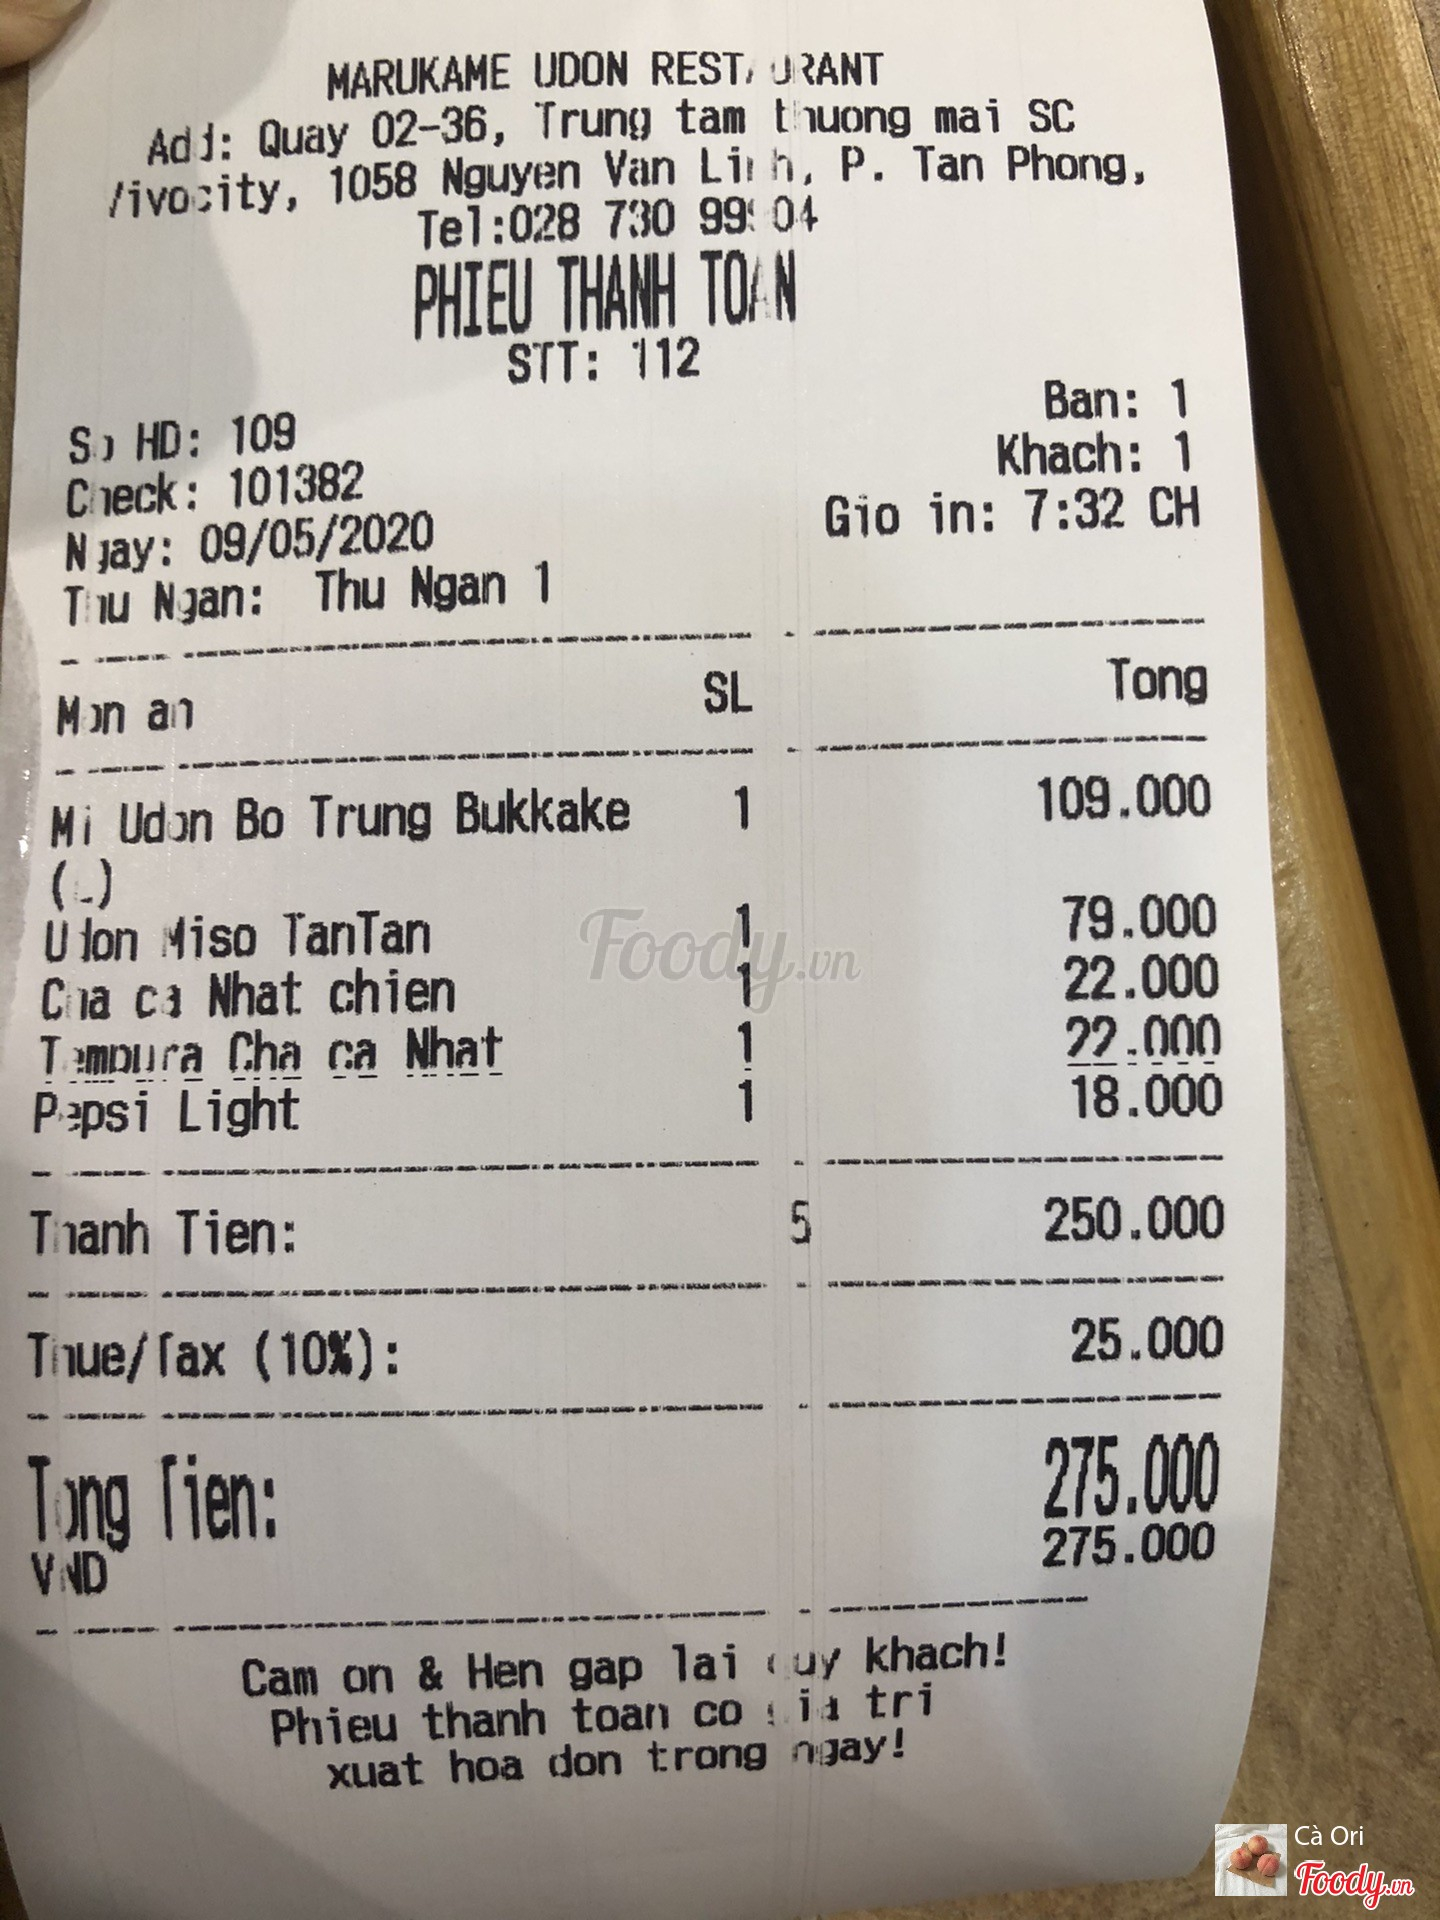 MARUKAME UDON RESTAURANT
Add: Quay 02-36, Trung tam thuong mai SC
Vivocity, 1058 Nguyen Van Linh, P. Tan Phong,
Tel:028 730 99904
PHIEU THANH TOAN
STT: 112
Ban: 1
So HD: 109
Khach: 1
Check: 101382
Gio in: 7:32 CH
Ngay: 09/05/2020
Thu Ngan: Thu Ngan 1
Mon an SL Tong
Mi Udon Bo Trung Bukkake 1 109.000
(L)
Udon Miso TanTan 1 79.000
Cha ca Nhat chien 1 22.000
Tempura Cha ca Nhat 1 22.000
Pepsi Light 1 18.000
Thanh Tien: 5 250.000
Thue/Tax (10%): 25.000
Tong Tien: 275.000
VND 275.000
Cam on & Hen gap lai quy khach!
Phieu thanh toan co gia tri
xuat hoa don trong ngay!
Foody.vn
Cà Ori
Foody.vn